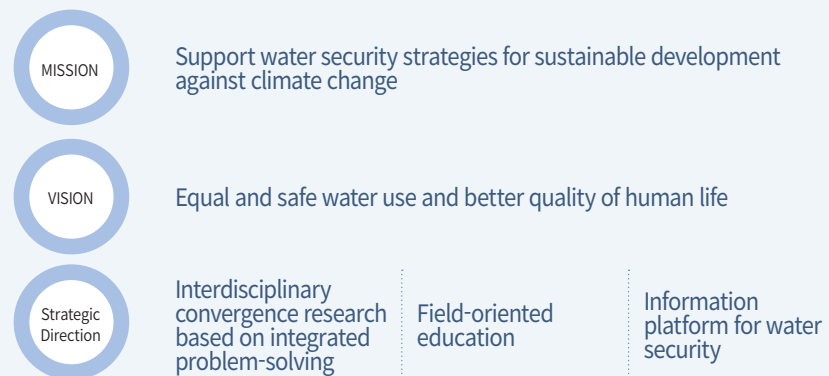 MISSION
Support water security strategies for sustainable development
against climate change
VISION
Equal and safe water use and better quality of human life
Strategic
Direction
Interdisciplinary
convergence research
based on integrated
problem-solving
Field-oriented
education
Information
platform for water
security